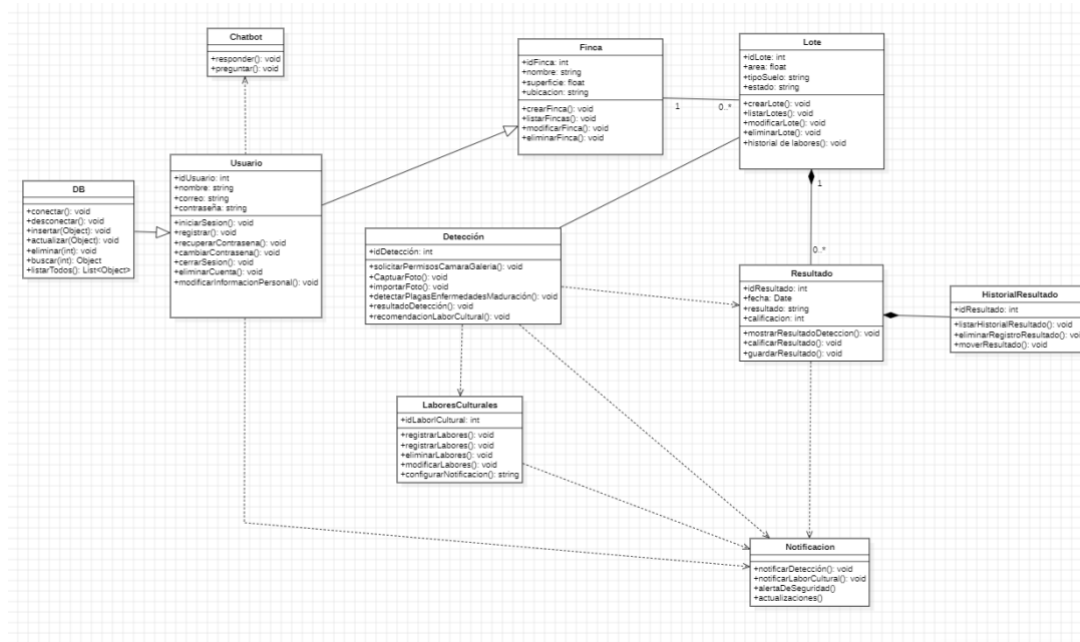 Chatbot
+responder(): void
+preguntar(): void
Finca
+idFinca: int
+nombre: string
+superficie: float
+ubicacion: string
+crearFinca(): void
+listarFincas(): void
+modificarFinca(): void
+eliminarFinca(): void
1
0..*
Lote
+idLote: int
+area: float
+tipoSuelo: string
+estado: string
+crearLote(): void
+listarLotes(): void
+modificarLote(): void
+eliminarLote(): void
+historial de labores(): void
1
0..*
DB
+conectar(): void
+desconectar(): void
+insertar(Object): void
+actualizar(Object): void
+eliminar(int): void
+buscar(int): Object
+listarTodos(): List<Object>
Usuario
+idUsuario: int
+nombre: string
+correo: string
+contraseña: string
+iniciarSesion(): void
+registrar(): void
+recuperarContrasena(): void
+cambiarContrasena(): void
+cerrarSesion(): void
+eliminarCuenta(): void
+modificarInformacionPersonal(): void
Detección
+idDetección: int
+solicitarPermisosCamaraGaleria(): void
+CaptuarFoto(): void
+importarFoto(): void
+detectarPlagasEnfermedadesMaduración(): void
+resultadoDetección(): void
+recomendacionLaborCultural(): void
Resultado
+idResultado: int
+fecha: Date
+resultado: string
+calificacion: int
+mostrarResultadoDeteccion(): void
+calificarResultado(): void
+guardarResultado(): void
HistorialResultado
+idResultado: int
+listarHistorialResultado(): void
+eliminarRegistroResultado(): voi
+moverResultado(): void
LaboresCulturales
+idLaborlCultural: int
+registrarLabores(): void
+registrarLabores(): void
+eliminarLabores(): void
+modificarLabores(): void
+configurarNotificacion(): string
Notificacion
+notificarDetección(): void
+notificarLaborCultural(): void
+alertaDeSeguridad()
+actualizaciones()